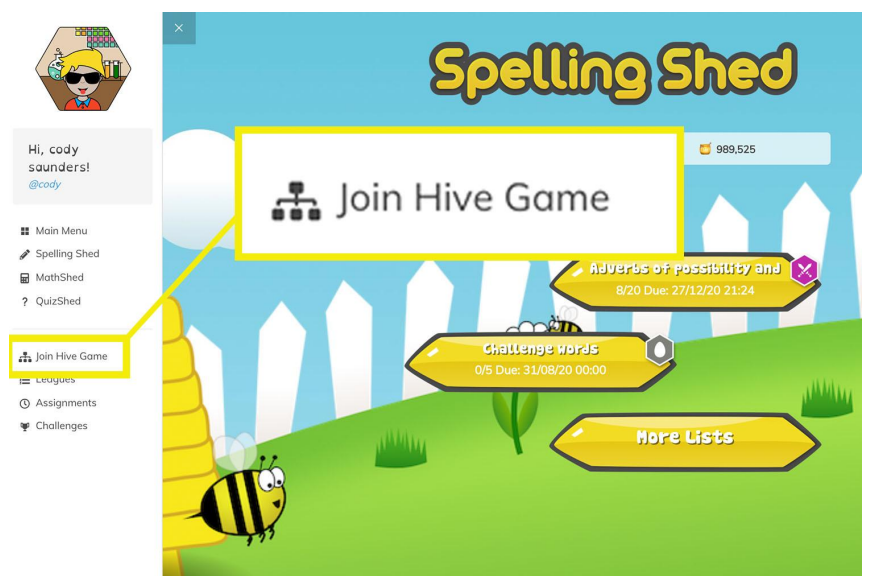 Spelling Shed
Hi, cody
saunders!
@cody
989,525
Join Hive Game
Main Menu
Spelling Shed
MathShed
? QuizShed
Join Hive Game
Leagues
Assignments
Challenges
Adverbs of possibility and
8/20 Due: 27/12/20 21:24
Challenge words
0/5 Due: 31/08/20 00:00
More Lists